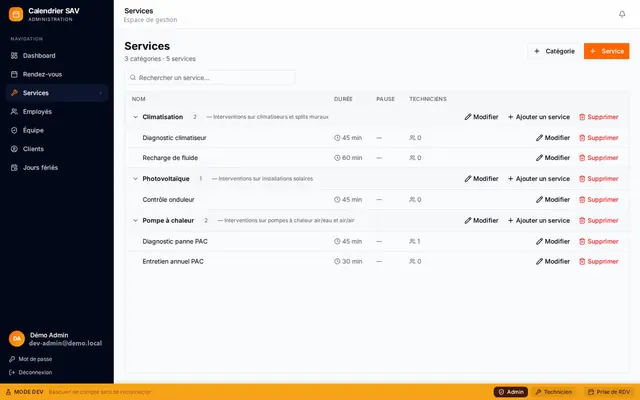 Calendrier SAV
ADMINISTRATION
NAVIGATION
Dashboard
Rendez-vous
Services
Employés
Équipe
Clients
Jours fériés
DA
Démo Admin
dev-admin@demo.local
Mot de passe
Déconnexion
Services
Espace de gestion
Services
3 catégories · 5 services
+ Catégorie
+ Service
Rechercher un service...
NOM DURÉE PAUSE TECHNICIENS
Climatisation 2 — Interventions sur climatiseurs et splits muraux Modifier + Ajouter un service Supprimer
Diagnostic climatiseur 45 min — 0 Modifier Supprimer
Recharge de fluide 60 min — 0 Modifier Supprimer
Photovoltaïque 1 — Interventions sur installations solaires Modifier + Ajouter un service Supprimer
Contrôle onduleur 45 min — 0 Modifier Supprimer
Pompe à chaleur 2 — Interventions sur pompes à chaleur air/eau et air/air Modifier + Ajouter un service Supprimer
Diagnostic panne PAC 45 min — 1 Modifier Supprimer
Entretien annuel PAC 30 min — 0 Modifier Supprimer
MODE DEV · Basculer de compte sans se reconnecter
Admin
Technicien
Prise de RDV